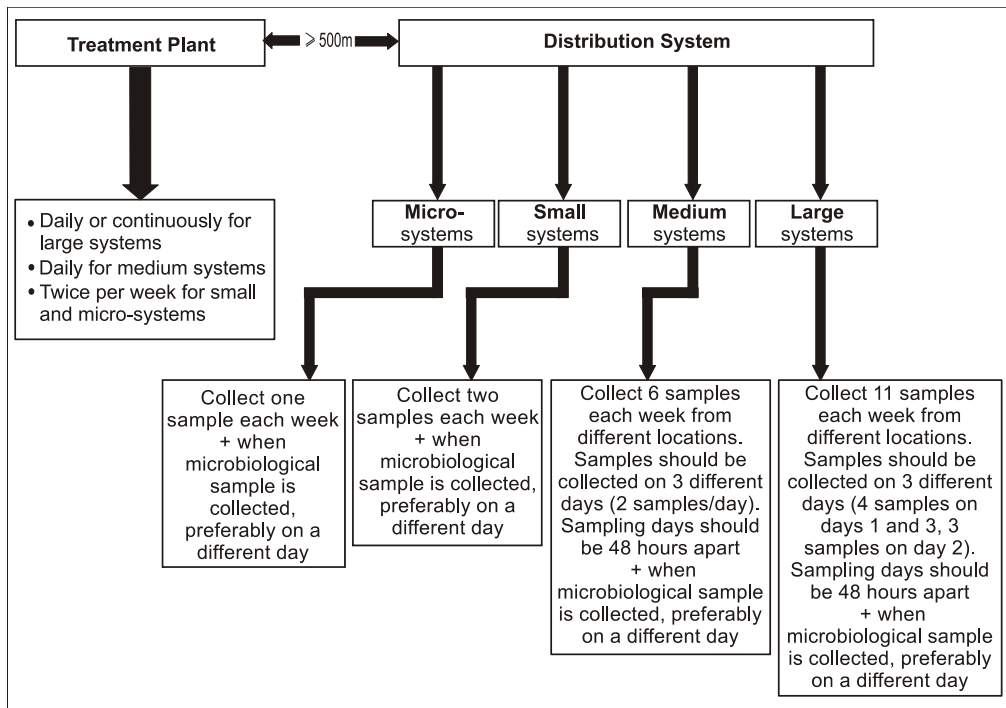 Treatment Plant
⩾ 500m
Distribution System
• Daily or continuously for
large systems
• Daily for medium systems
• Twice per week for small
and micro-systems
Micro-
systems
Small
systems
Medium
systems
Large
systems
Collect one
sample each week
+ when
microbiological
sample is
collected,
preferably on a
different day
Collect two
samples each week
+ when
microbiological
sample is collected,
preferably on a
different day
Collect 6 samples
each week from
different locations.
Samples should be
collected on 3 different
days (2 samples/day).
Sampling days should
be 48 hours apart
+ when
microbiological sample
is collected, preferably
on a different day
Collect 11 samples
each week from
different locations.
Samples should be
collected on 3 different
days (4 samples on
days 1 and 3, 3
samples on day 2).
Sampling days should
be 48 hours apart
+ when
microbiological sample
is collected, preferably
on a different day